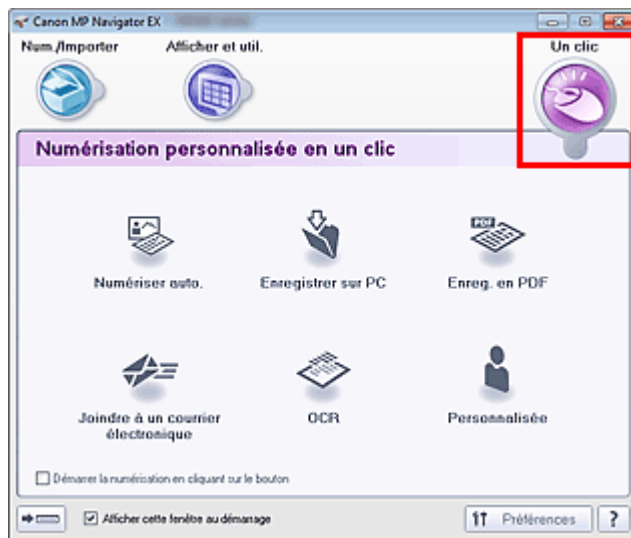 Canon MP Navigator EX
Num./Importer
Afficher et util.
Un clic
Numérisation personnalisée en un clic
Numériser auto.
Enregistrer sur PC
PDF
Enreg. en PDF
Joindre à un courrier
électronique
OCR
Personnalisée
Démarrer la numérisation en cliquant sur le bouton
Afficher cette fenêtre au démarrage
Préférences
?